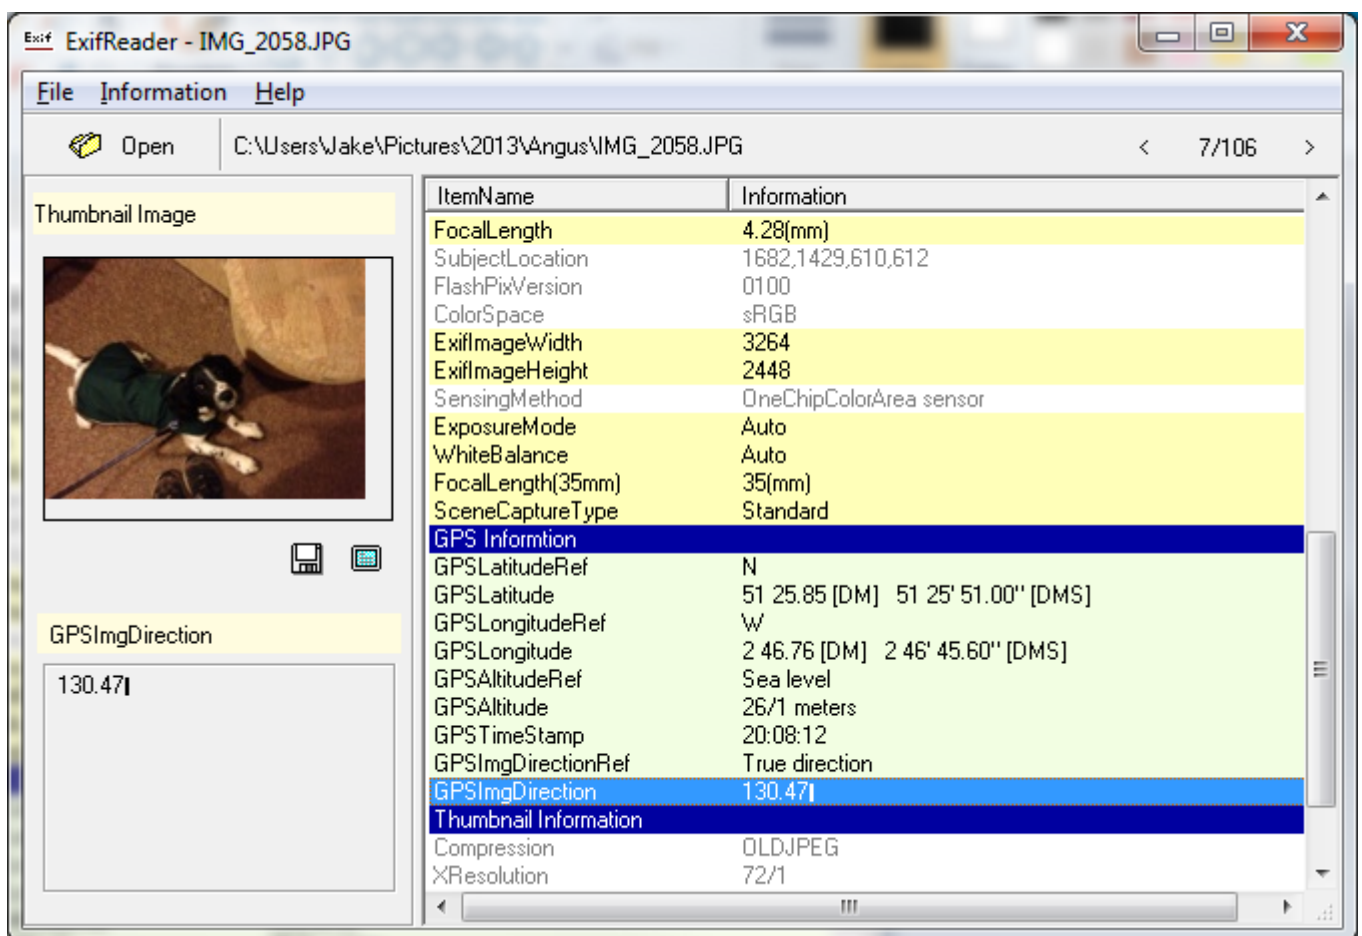 Exif ExifReader - IMG_2058.JPG
File Information Help
Open C:\Users\Jake\Pictures\2013\Angus\IMG_2058.JPG < 7/106 >
Thumbnail Image
GPSImgDirection
130.47
ItemName Information
FocalLength 4.28(mm)
SubjectLocation 1682,1429,610,612
FlashPixVersion 0100
ColorSpace sRGB
ExifImageWidth 3264
ExifImageHeight 2448
SensingMethod OneChipColorArea sensor
ExposureMode Auto
WhiteBalance Auto
FocalLength(35mm) 35(mm)
SceneCaptureType Standard
GPS Informtion
GPSLatitudeRef N
GPSLatitude 51 25.85 [DM] 51 25' 51.00" [DMS]
GPSLongitudeRef W
GPSLongitude 2 46.76 [DM] 2 46' 45.60" [DMS]
GPSAltitudeRef Sea level
GPSAltitude 26/1 meters
GPSTimeStamp 20:08:12
GPSImgDirectionRef True direction
GPSImgDirection 130.47
Thumbnail Information
Compression OLDJPEG
XResolution 72/1